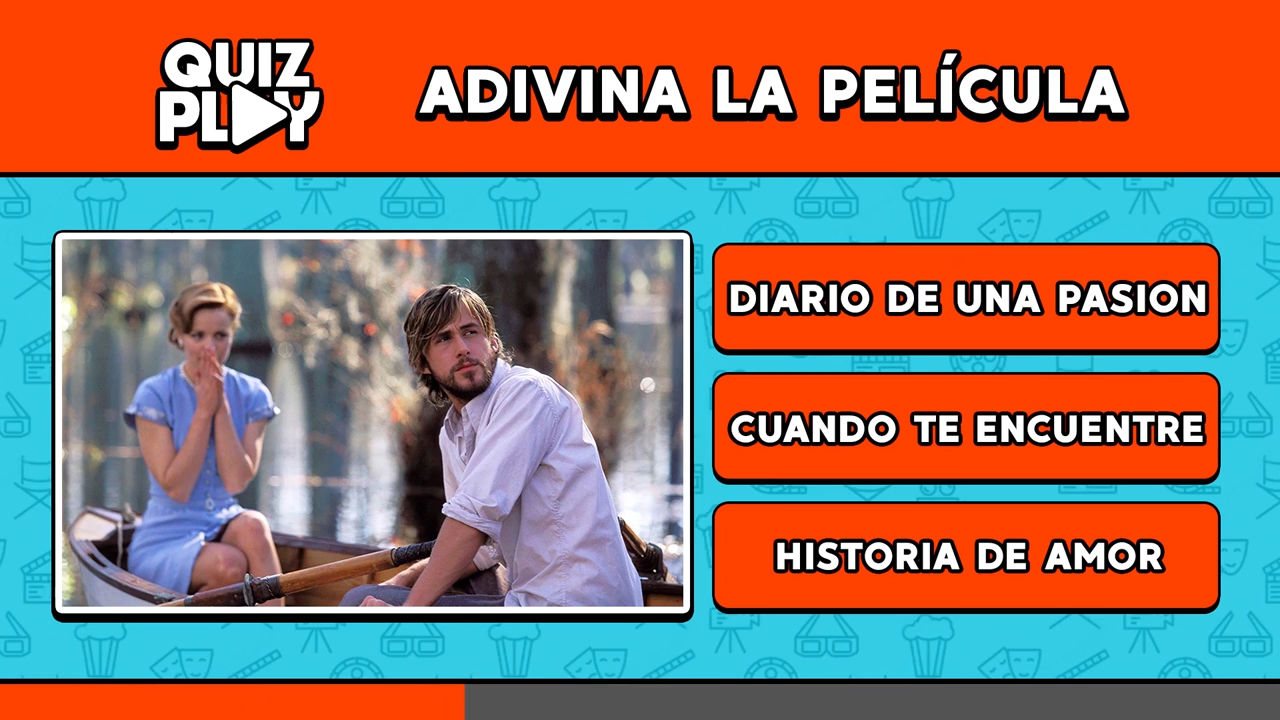 QUIZ
PLAY
ADIVINA LA PELÍCULA
DIARIO DE UNA PASION
CUANDO TE ENCUENTRE
HISTORIA DE AMOR